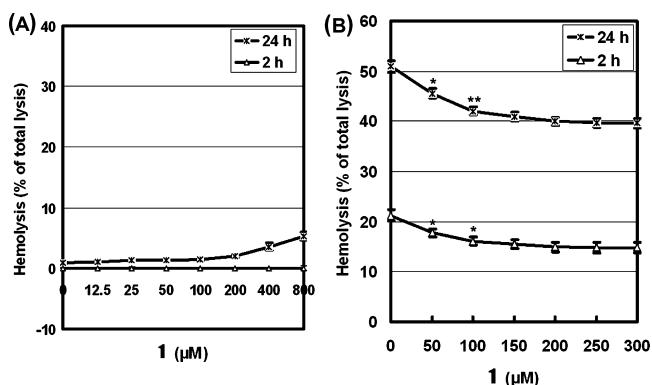 (A)
40
30
20
10
0
-10
Hemolysis (% of total lysis)
24 h
2 h
0 12.5 25 50 100 200 400 800
1 (µM)
(B)
60
50
40
30
20
10
0
Hemolysis (% of total lysis)
24 h
2 h
*
**
*
*
0 50 100 150 200 250 300
1 (µM)